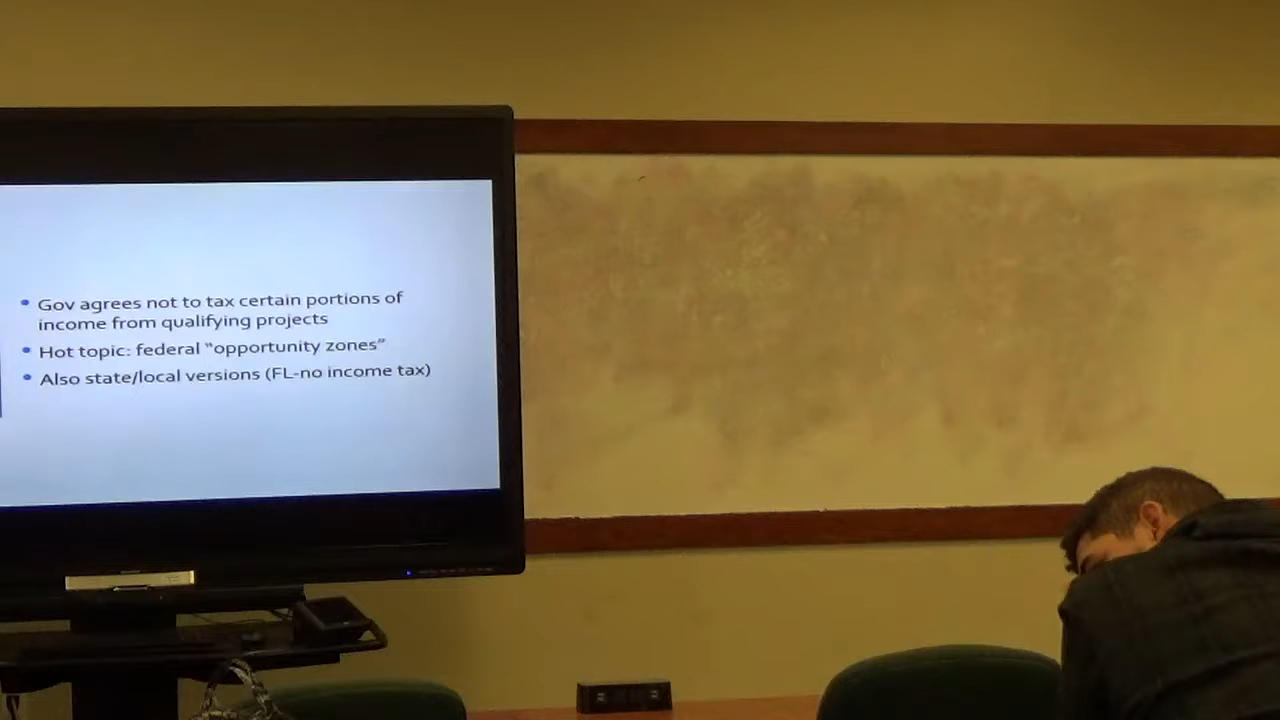 • Gov agrees not to tax certain portions of
income from qualifying projects
• Hot topic: federal "opportunity zones"
• Also state/local versions (FL-no income tax)